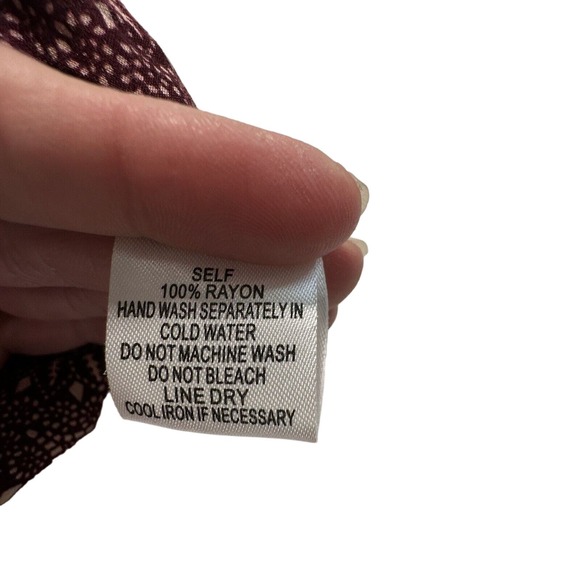 SELF
100% RAYON
HAND WASH SEPARATELY IN
COLD WATER
DO NOT MACHINE WASH
DO NOT BLEACH
LINE DRY
COOL IRON IF NECESSARY